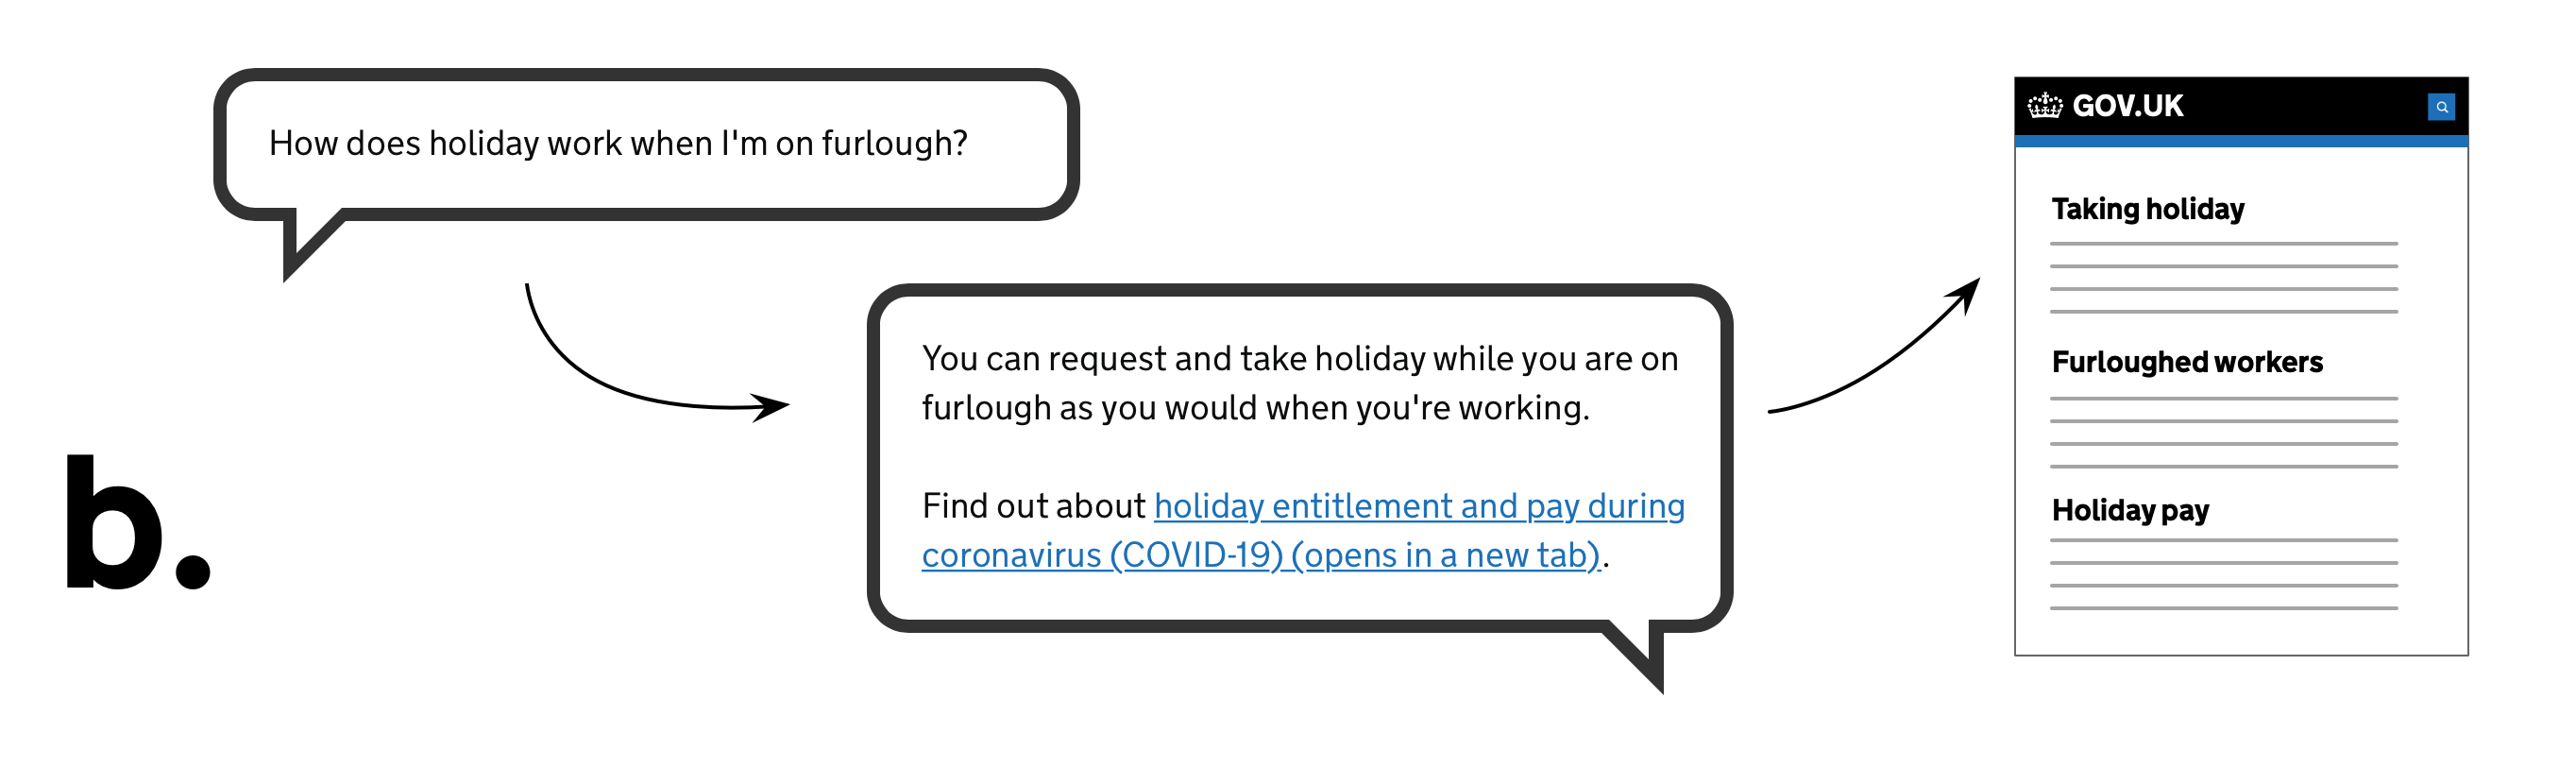 How does holiday work when I'm on furlough?
You can request and take holiday while you are on
furlough as you would when you're working.
Find out about holiday entitlement and pay during
coronavirus (COVID-19) (opens in a new tab).
b.
GOV.UK
Taking holiday
Furloughed workers
Holiday pay